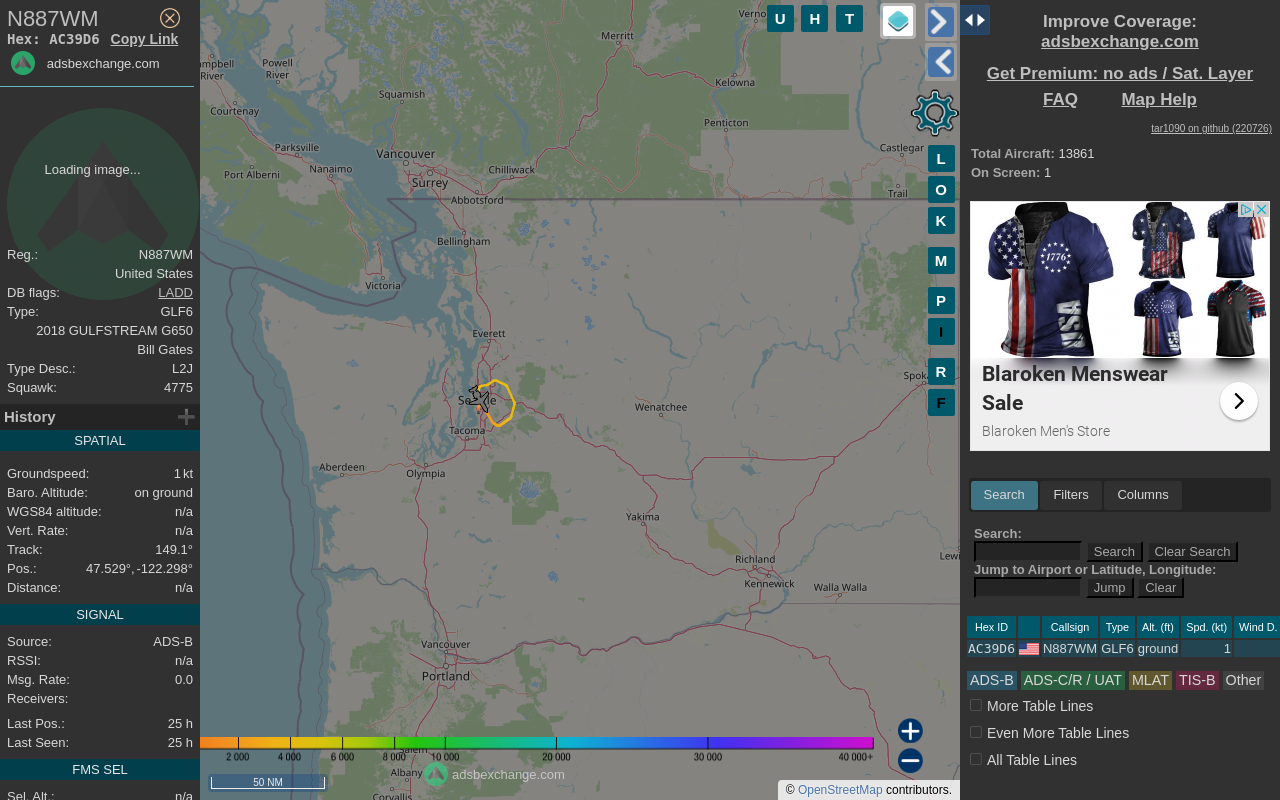 N887WM
Hex: AC39D6 Copy Link
adsbexchange.com
Loading image...
Reg.: N887WM
United States
DB flags: LADD
Type: GLF6
2018 GULFSTREAM G650
Bill Gates
Type Desc.: L2J
Squawk: 4775
History
SPATIAL
Groundspeed: 1 kt
Baro. Altitude: on ground
WGS84 altitude: n/a
Vert. Rate: n/a
Track: 149.1°
Pos.: 47.529°, -122.298°
Distance: n/a
SIGNAL
Source: ADS-B
RSSI: n/a
Msg. Rate: 0.0
Receivers:
Last Pos.: 25 h
Last Seen: 25 h
FMS SEL
Sel. Alt.: n/a
U H T
L
O
K
M
P
I
R
F
Merritt
Powell
River
River
Squamish
Kelowna
Courtenay
Penticton
Parksville
Vancouver
Castlegar
Nanaimo
Port Alberni
Surrey
Chilliwack
Abbotsford
Trail
Bellingham
Victoria
Everett
Tacoma
Wenatchee
Aberdeen
Olympia
Yakima
Richland
Kennewick
Walla Walla
Vancouver
Portland
Salem
Albany
Corvallis
2 000 4 000 6 000 8 000 10 000 20 000 30 000 40 000+
adsbexchange.com
50 NM
© OpenStreetMap contributors.
Improve Coverage:
adsbexchange.com
Get Premium: no ads / Sat. Layer
FAQ Map Help
tar1090 on github (220726)
Total Aircraft: 13861
On Screen: 1
1776
USA
Blaroken Menswear
Sale
Blaroken Men's Store
Search Filters Columns
Search:
Search Clear Search
Jump to Airport or Latitude, Longitude:
Jump Clear
Hex ID Callsign Type Alt. (ft) Spd. (kt) Wind D.
AC39D6 N887WM GLF6 ground 1
ADS-B ADS-C/R / UAT MLAT TIS-B Other
More Table Lines
Even More Table Lines
All Table Lines